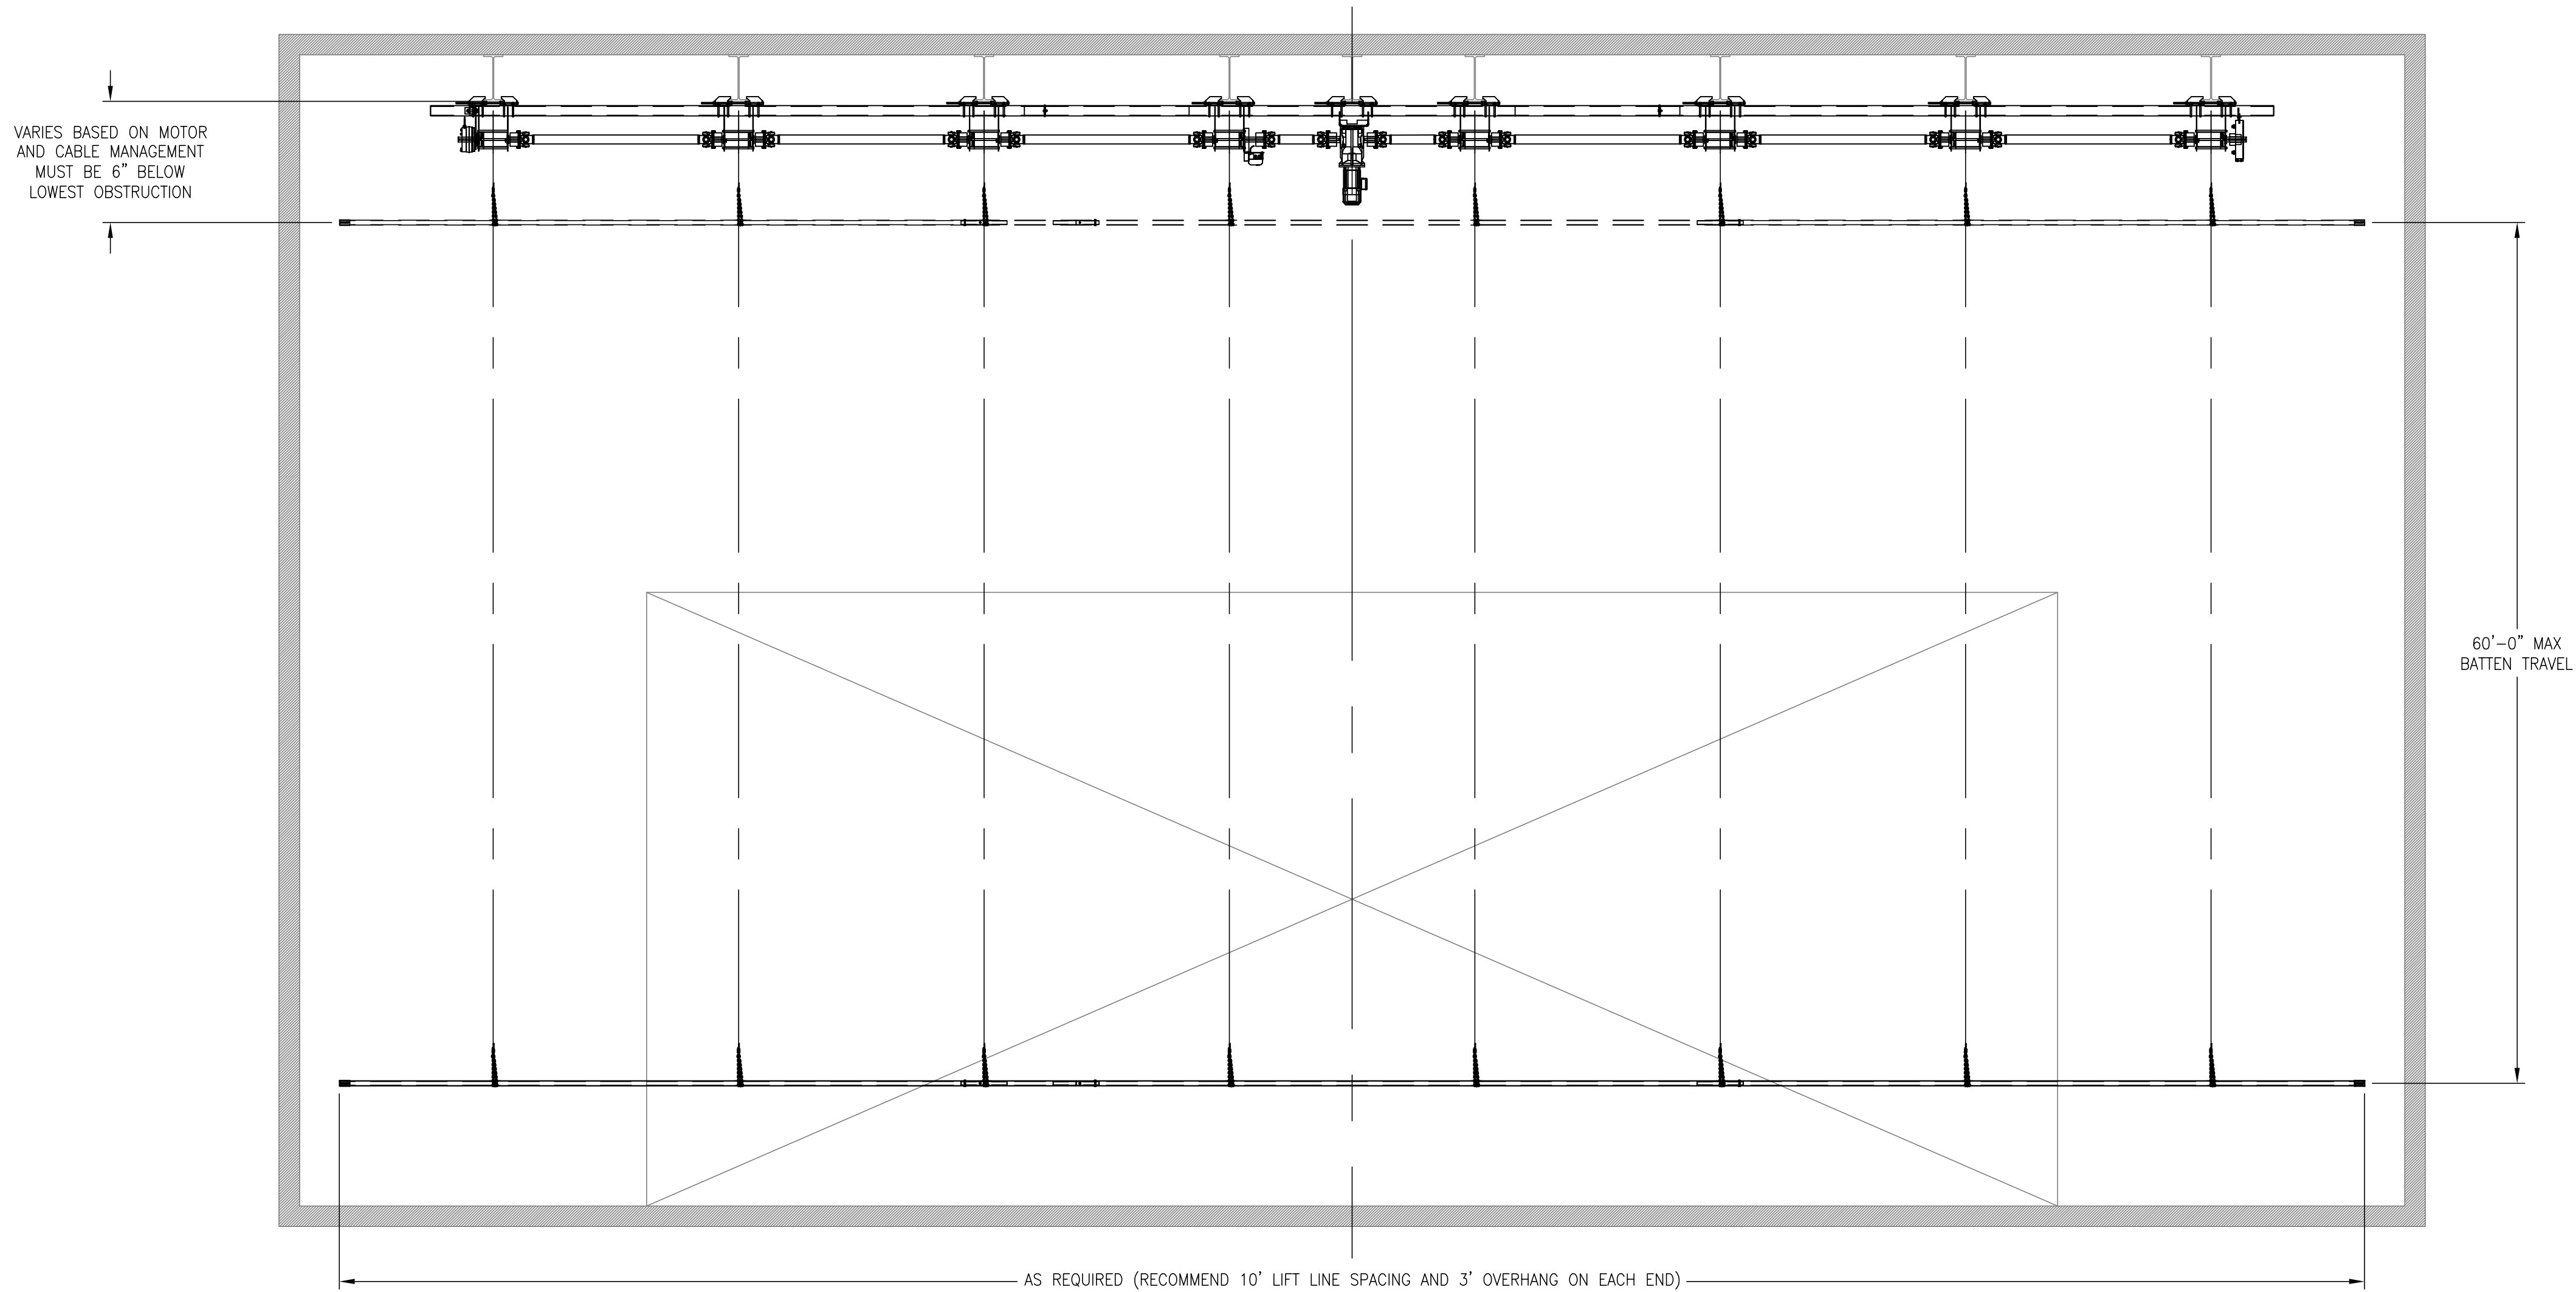 VARIES BASED ON MOTOR
AND CABLE MANAGEMENT
MUST BE 6" BELOW
LOWEST OBSTRUCTION
60'-0" MAX
BATTEN TRAVEL
AS REQUIRED (RECOMMEND 10' LIFT LINE SPACING AND 3' OVERHANG ON EACH END)